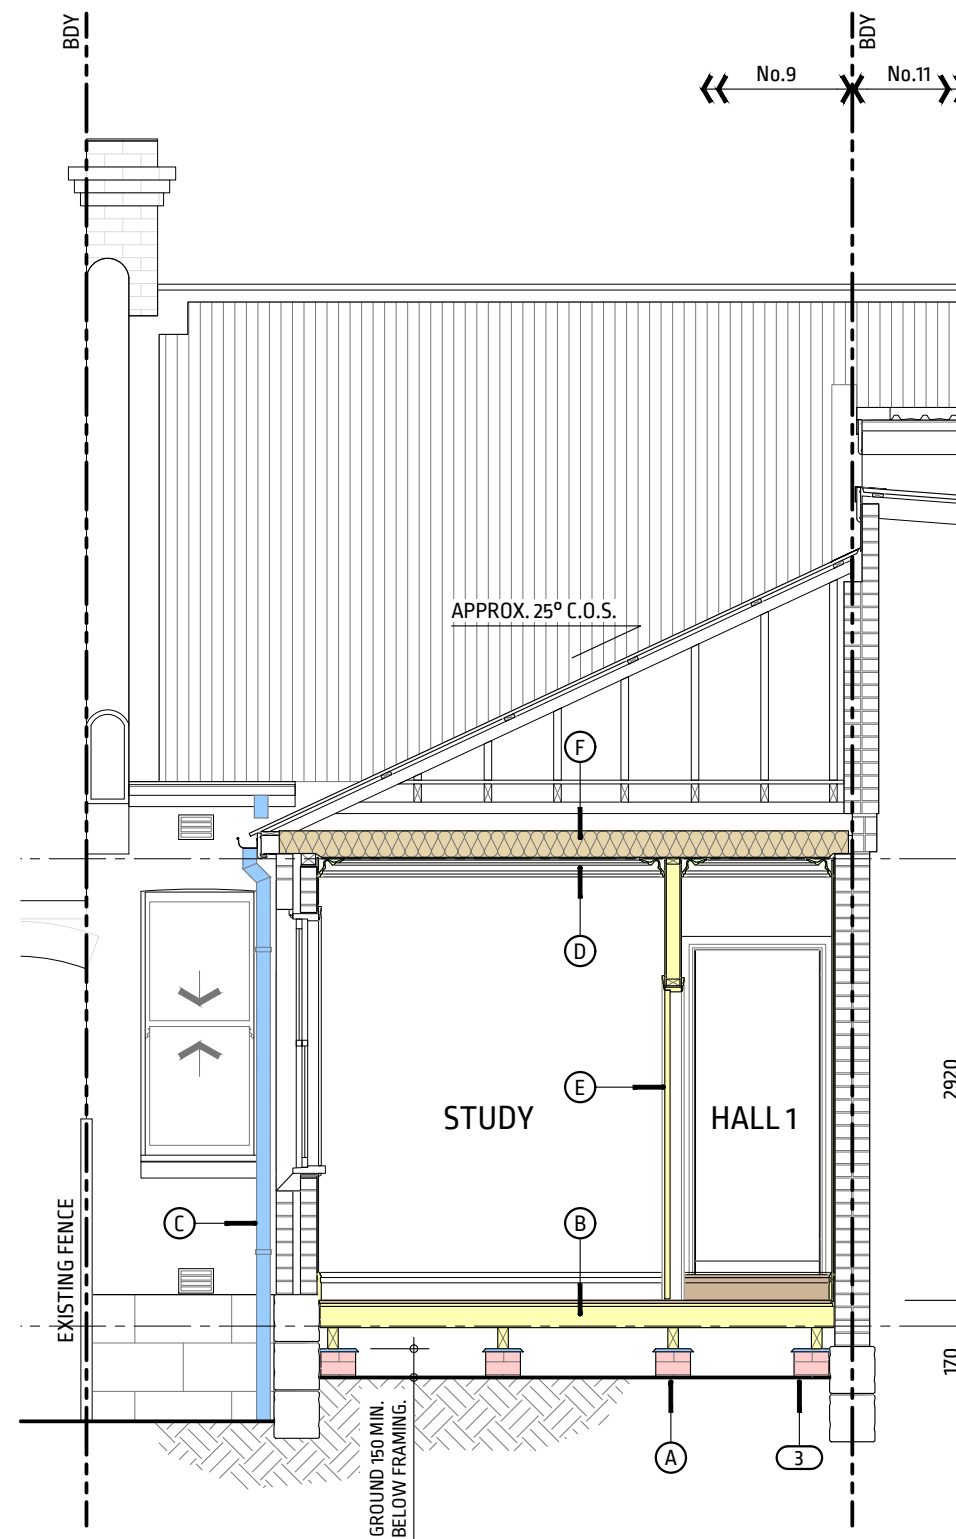 BDY
BDY
No.9
No.11
APPROX. 25° C.O.S.
F
D
E
STUDY
HALL 1
2920
C
B
EXISTING FENCE
170
GROUND 150 MIN.
BELOW FRAMING.
A
3